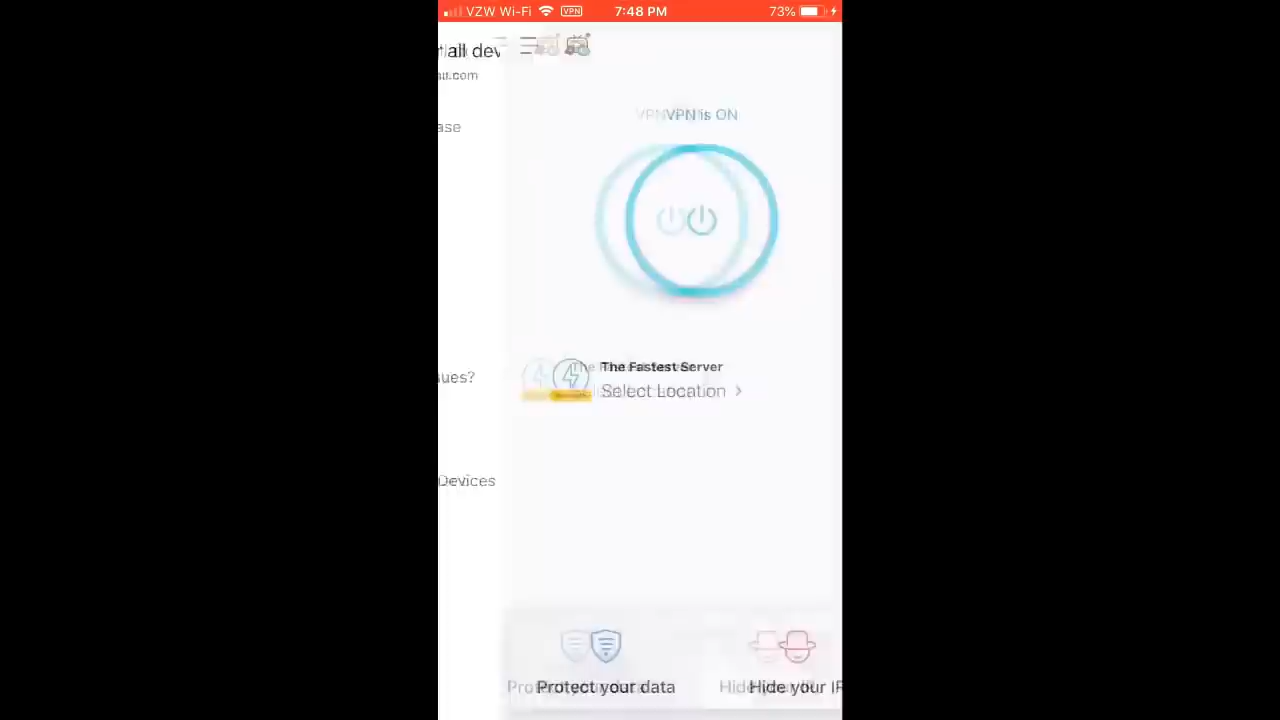 VZW Wi-Fi VPN 7:48 PM 73%
all dev
au.com
ase
VPN is ON
The Fastest Server
Select Location >
ues?
Devices
Protect your data Hide your IP